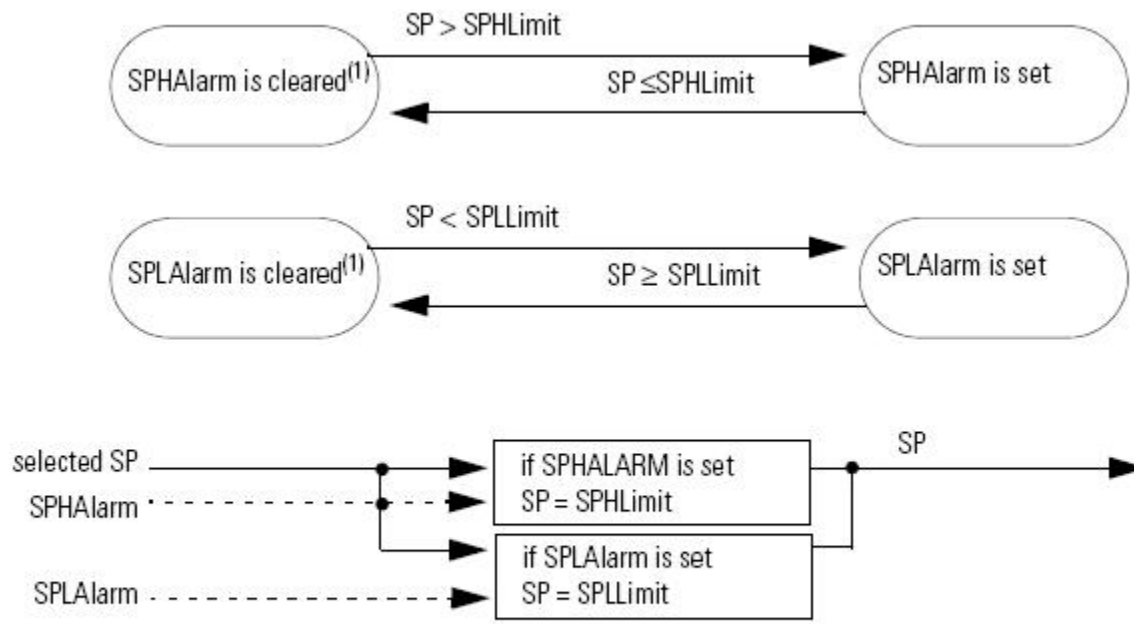 SP > SPHLimit
SPHAlarm is cleared(1)
SP ≤SPHLimit
SPHAlarm is set
SP < SPLLimit
SPLAlarm is cleared(1)
SP ≥ SPLLimit
SPLAlarm is set
selected SP
SPHAlarm
SPLAlarm
if SPHALARM is set
SP = SPHLimit
if SPLAlarm is set
SP = SPLLimit
SP